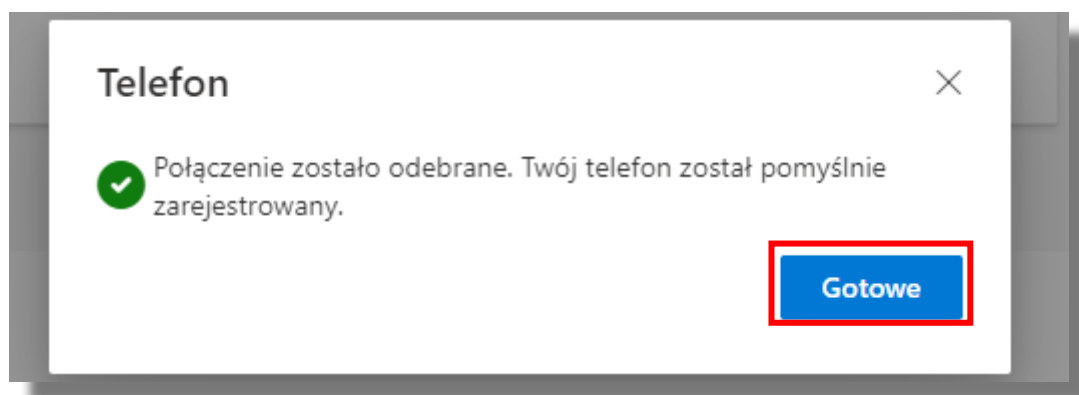 Telefon
Połączenie zostało odebrane. Twój telefon został pomyślnie
zarejestrowany.
Gotowe